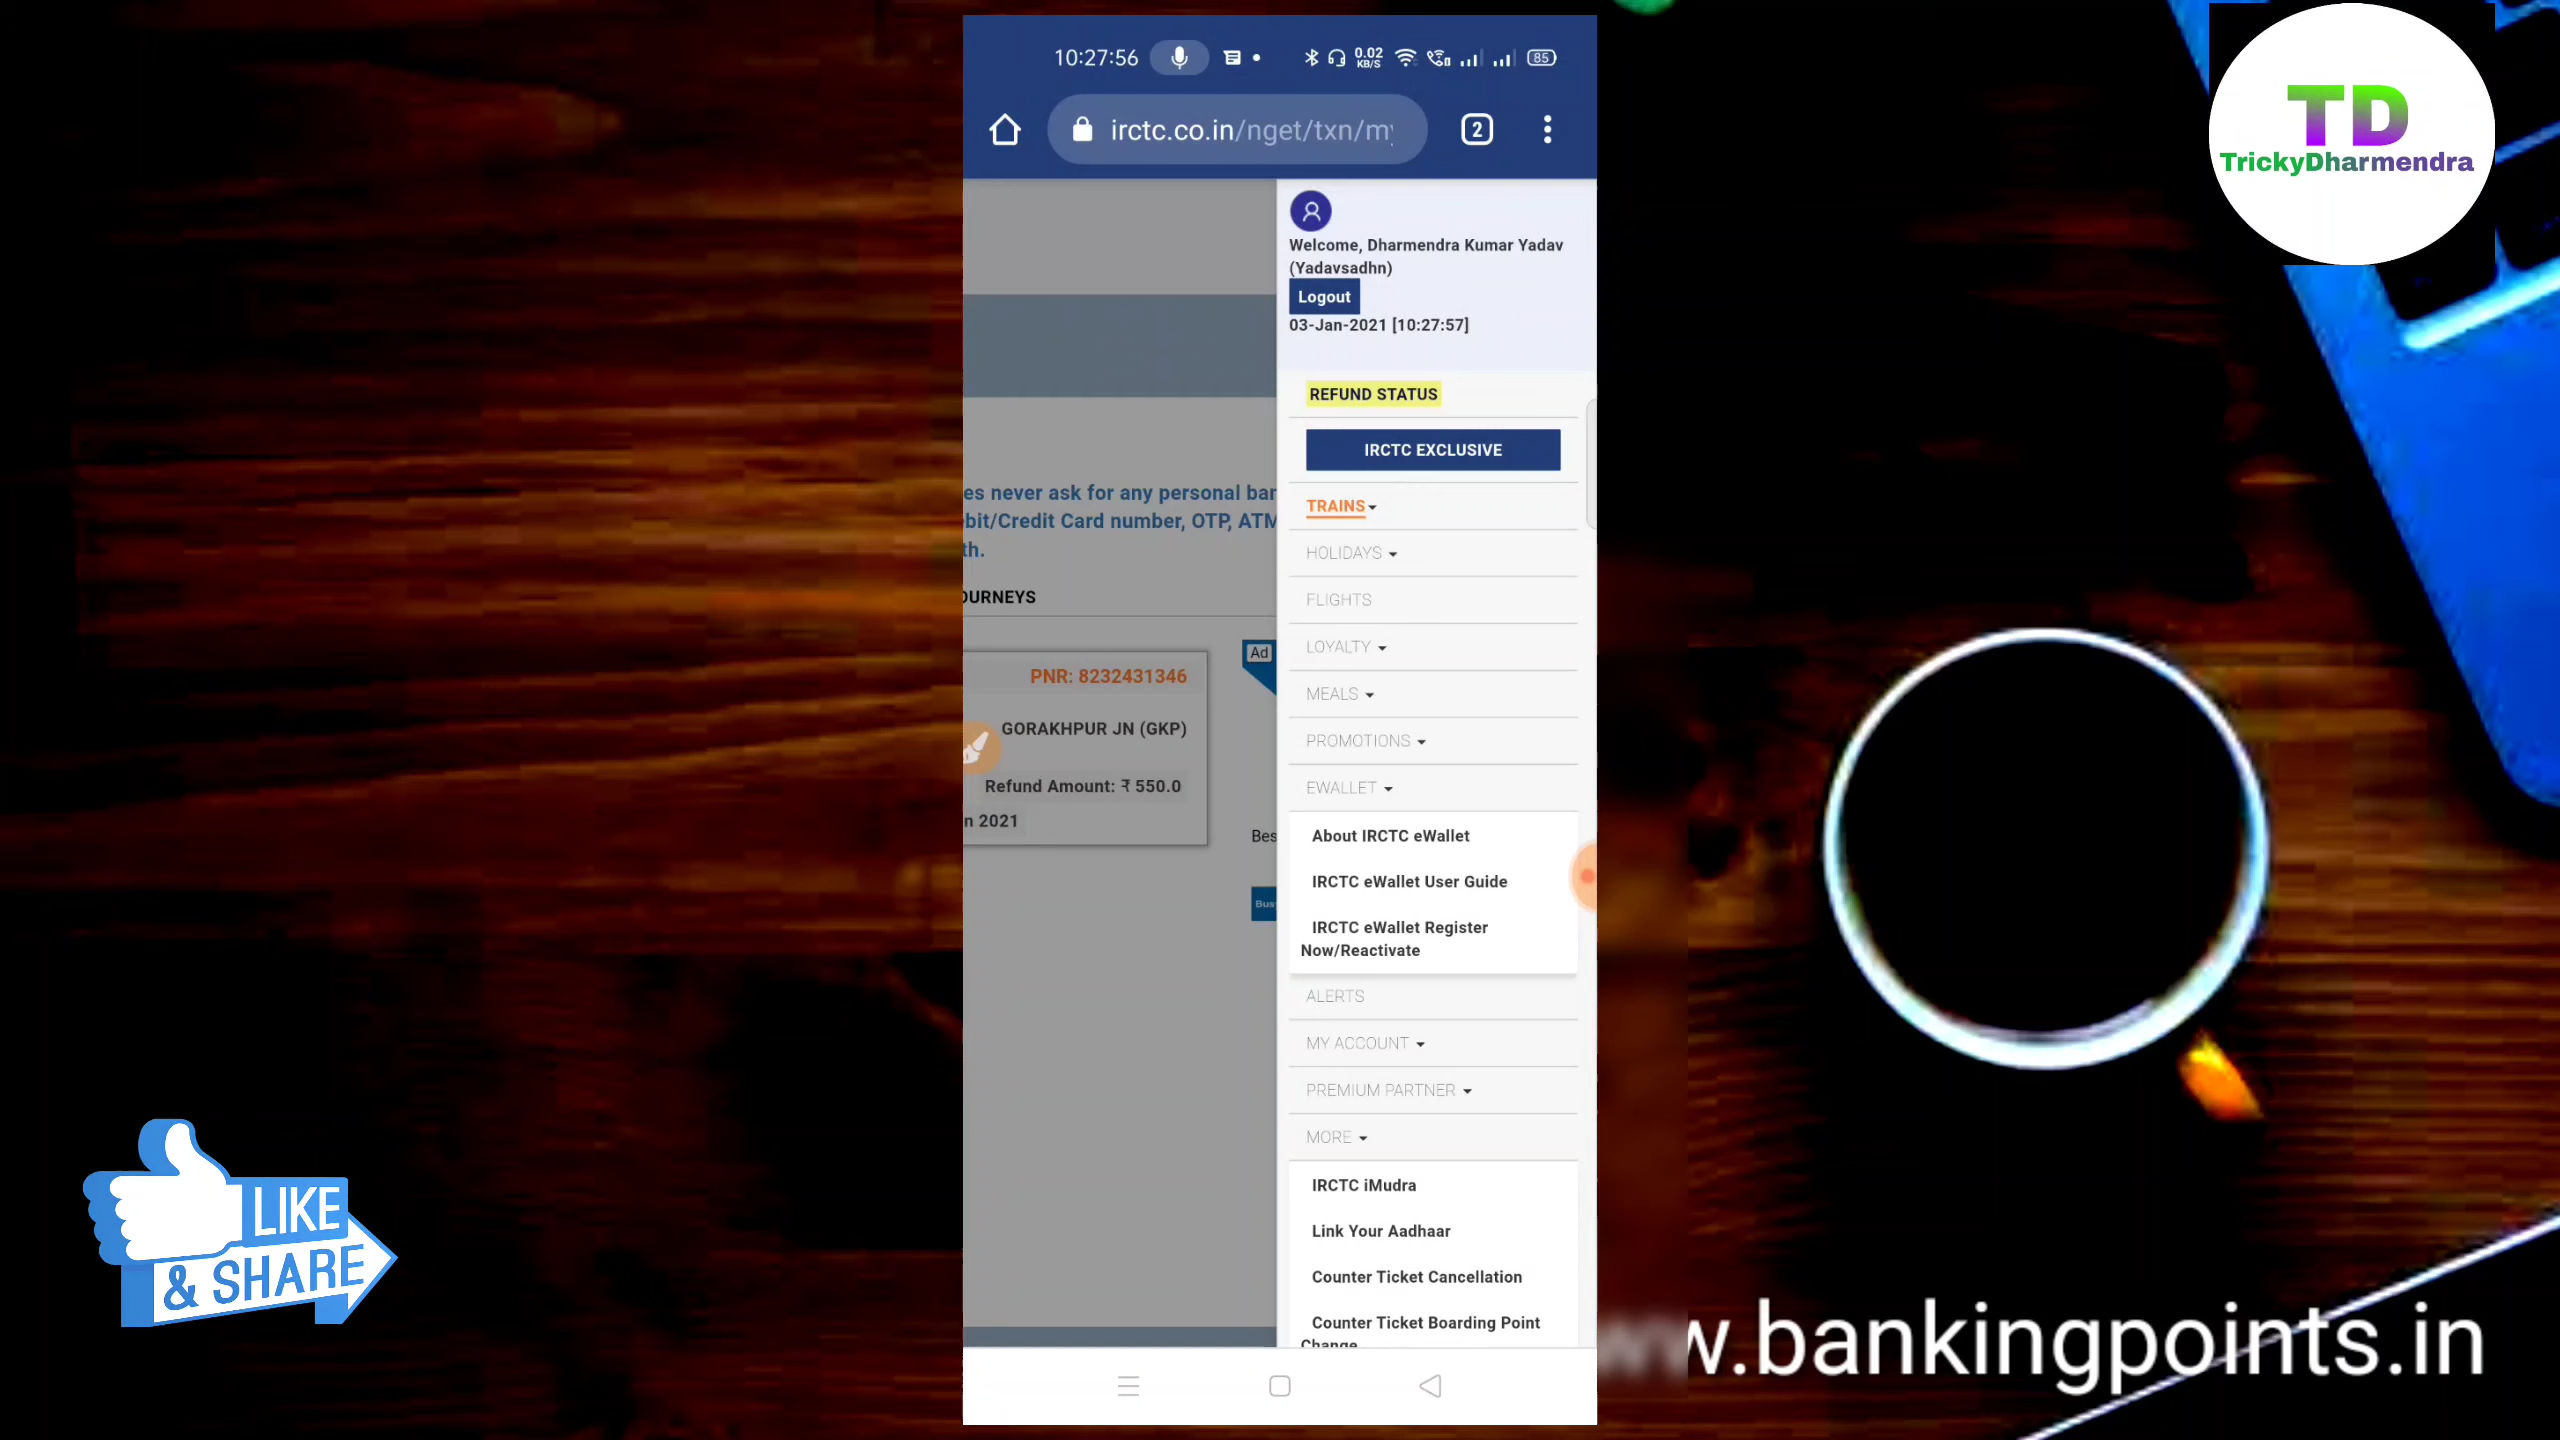 10:27:56
0.02
KB/S
85
irctc.co.in/nget/txn/my
2
Welcome, Dharmendra Kumar Yadav
(Yadavsadhn)
Logout
03-Jan-2021 [10:27:57]
REFUND STATUS
IRCTC EXCLUSIVE
TRAINS
HOLIDAYS
FLIGHTS
LOYALTY
MEALS
PROMOTIONS
EWALLET
About IRCTC eWallet
IRCTC eWallet User Guide
IRCTC eWallet Register
Now/Reactivate
ALERTS
MY ACCOUNT
PREMIUM PARTNER
MORE
IRCTC iMudra
Link Your Aadhaar
Counter Ticket Cancellation
Counter Ticket Boarding Point
Change
es never ask for any personal ban
bit/Credit Card number, OTP, ATM
th.
OURNEYS
PNR: 8232431346
GORAKHPUR JN (GKP)
Refund Amount: ₹ 550.0
n 2021
Ad
Bes
Bus
TD
TrickyDharmendra
LIKE
& SHARE
w.bankingpoints.in